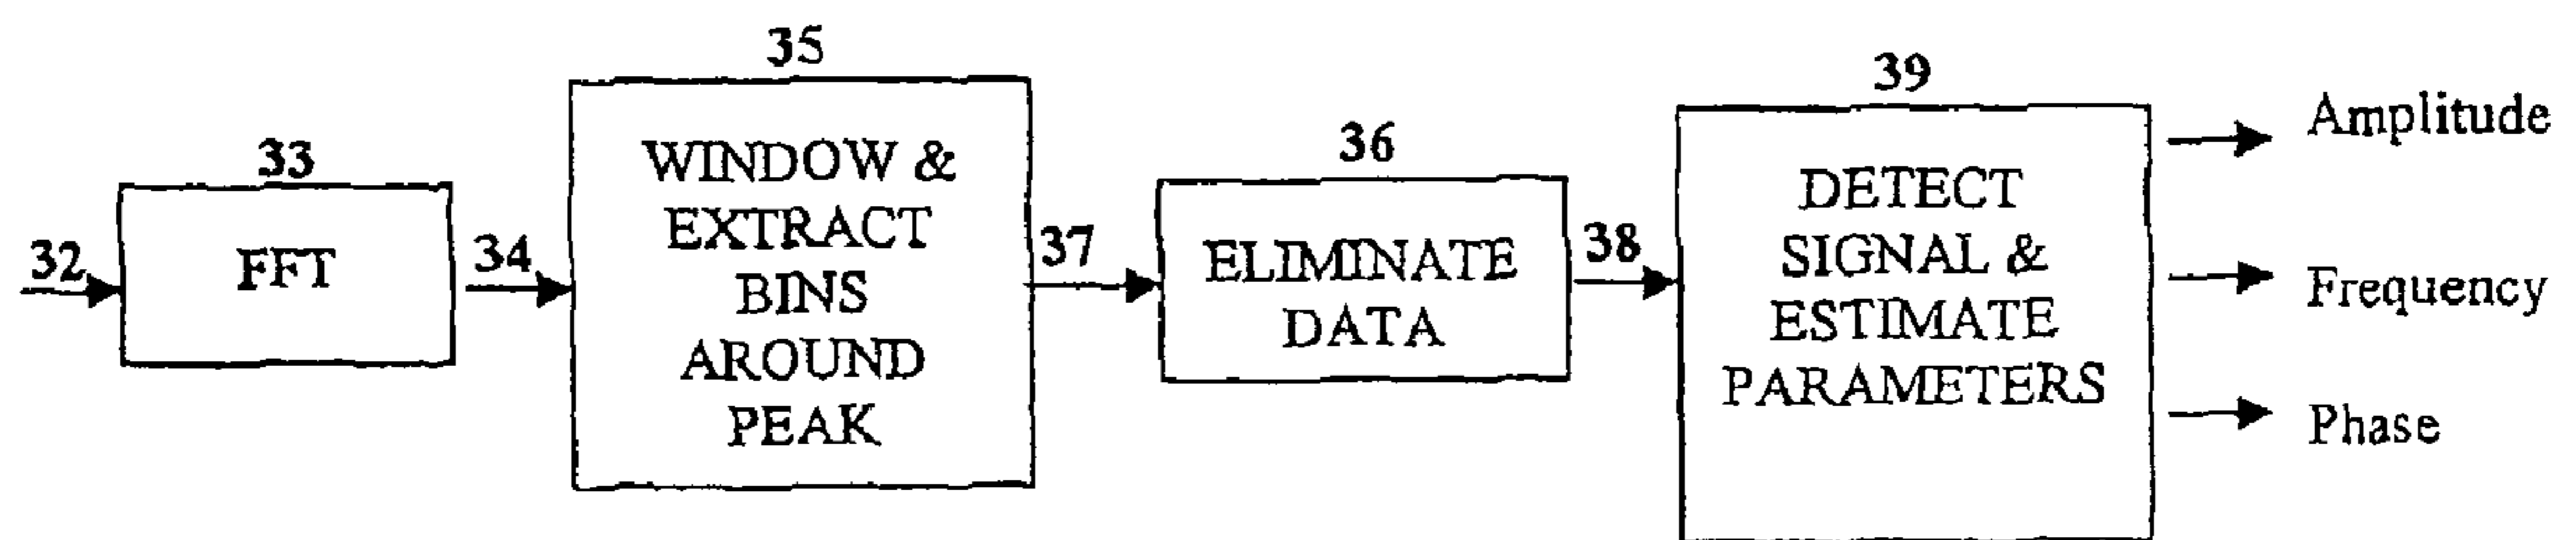 32
33
FFT
34
35
WINDOW &
EXTRACT
BINS
AROUND
PEAK
37
36
ELIMINATE
DATA
38
39
DETECT
SIGNAL &
ESTIMATE
PARAMETERS
Amplitude
Frequency
Phase